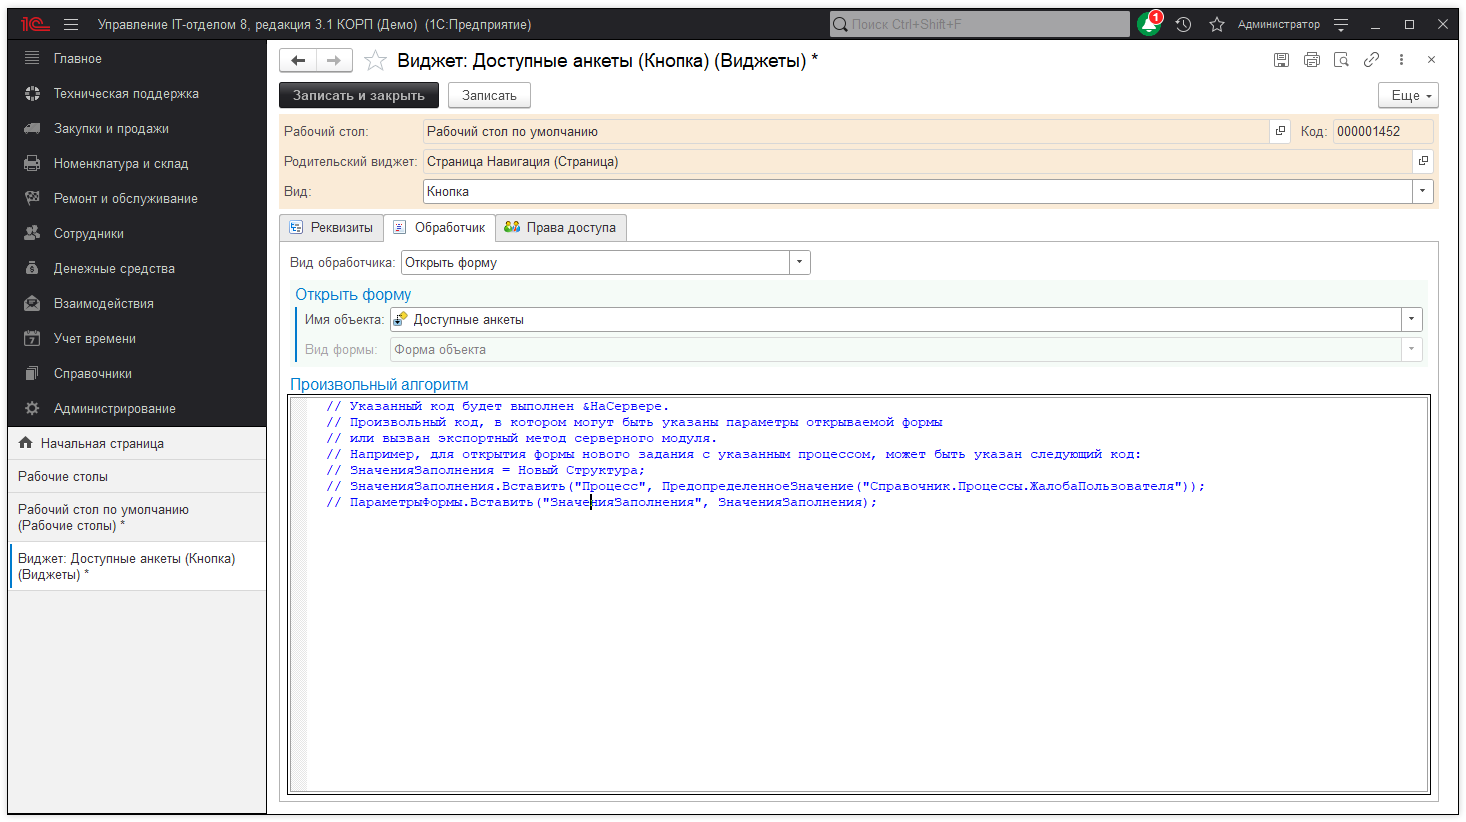 1С Управление IT-отделом 8, редакция 3.1 КОРП (Демо) (1С:Предприятие) Поиск Ctrl+Shift+F 1 Администратор
Главное
Техническая поддержка
Закупки и продажи
Номенклатура и склад
Ремонт и обслуживание
Сотрудники
Денежные средства
Взаимодействия
Учет времени
Справочники
Администрирование
Начальная страница
Рабочие столы
Рабочий стол по умолчанию
(Рабочие столы) *
Виджет: Доступные анкеты (Кнопка)
(Виджеты) *
Виджет: Доступные анкеты (Кнопка) (Виджеты) *
Записать и закрыть Записать Еще
Рабочий стол: Рабочий стол по умолчанию Код: 000001452
Родительский виджет: Страница Навигация (Страница)
Вид: Кнопка
Реквизиты Обработчик Права доступа
Вид обработчика: Открыть форму
Открыть форму
Имя объекта: Доступные анкеты
Вид формы: Форма объекта
Произвольный алгоритм
// Указанный код будет выполнен &НаСервере.
// Произвольный код, в котором могут быть указаны параметры открываемой формы
// или вызван экспортный метод серверного модуля.
// Например, для открытия формы нового задания с указанным процессом, может быть указан следующий код:
// ЗначенияЗаполнения = Новый Структура;
// ЗначенияЗаполнения.Вставить("Процесс", ПредопределенноеЗначение("Справочник.Процессы.ЖалобаПользователя"));
// ПараметрыФормы.Вставить("ЗначенияЗаполнения", ЗначенияЗаполнения);